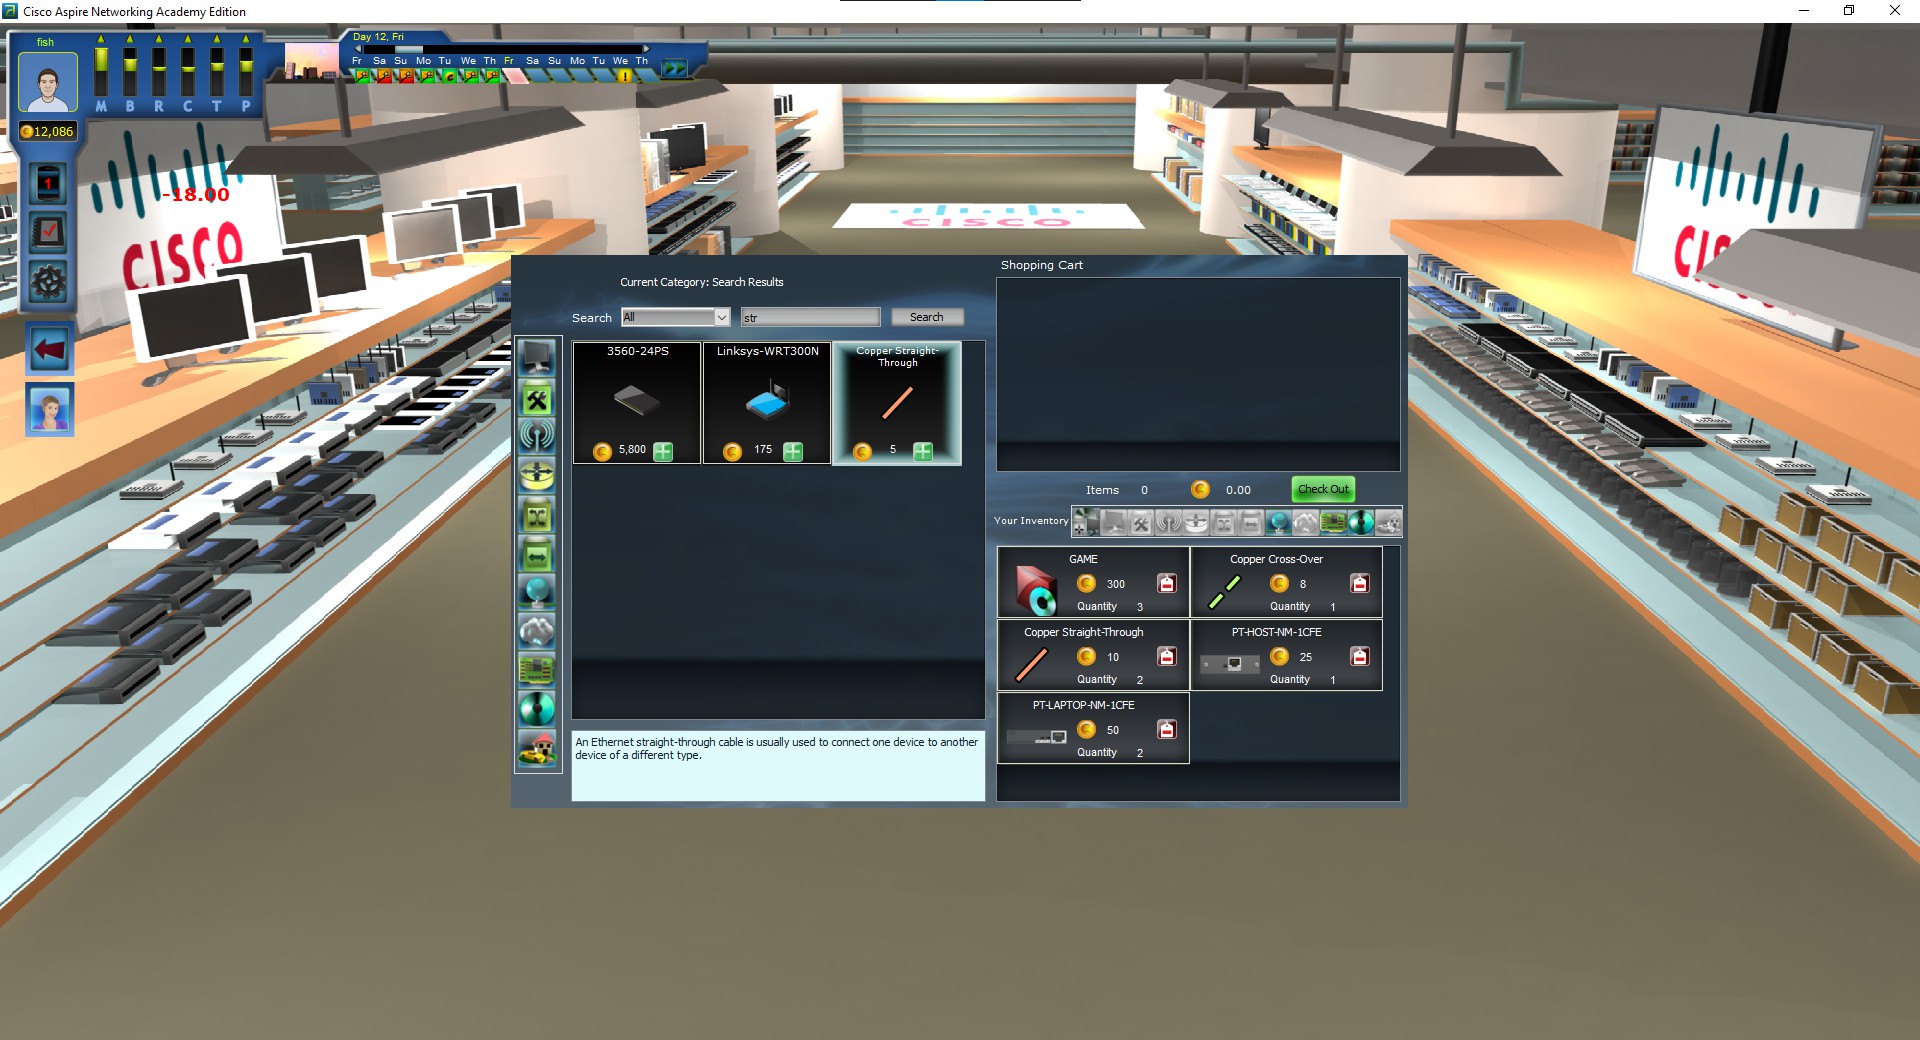 Cisco Aspire Networking Academy Edition
fish
M B R C T P
12,086
1
Day 12, Fri
Fr Sa Su Mo Tu We Th Fr Sa Su Mo Tu We Th
-18.00
CISCO
CISCO
CIS
Current Category: Search Results
Search All str Search
3560-24PS
5,800
Linksys-WRT300N
175
Copper Straight-
Through
5
An Ethernet straight-through cable is usually used to connect one device to another
device of a different type.
Shopping Cart
Items 0 0.00 Check Out
Your Inventory
GAME
300
Quantity 3
Copper Cross-Over
8
Quantity 1
Copper Straight-Through
10
Quantity 2
PT-HOST-NM-1CFE
25
Quantity 1
PT-LAPTOP-NM-1CFE
50
Quantity 2